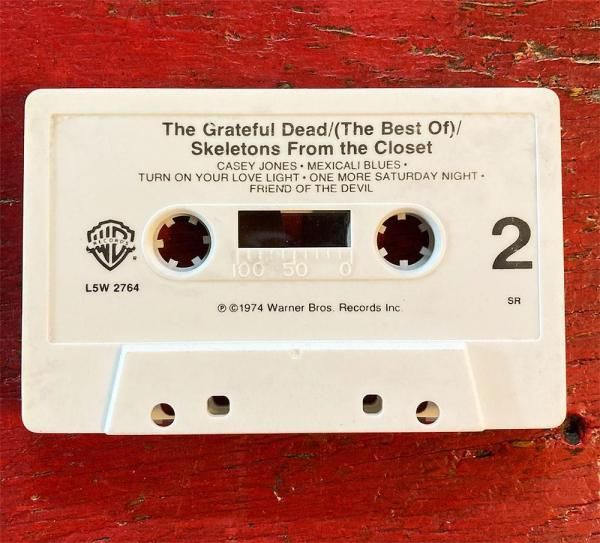 The Grateful Dead/(The Best Of)/
Skeletons From the Closet
CASEY JONES • MEXICALI BLUES •
TURN ON YOUR LOVE LIGHT • ONE MORE SATURDAY NIGHT •
FRIEND OF THE DEVIL
RECORDS
2
100 50 0
L5W 2764
SR
℗ ©1974 Warner Bros. Records Inc.